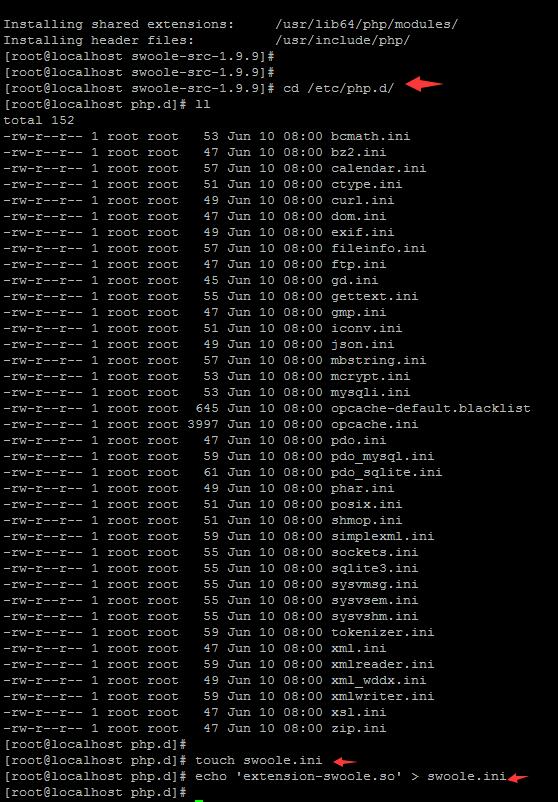 Installing shared extensions:     /usr/lib64/php/modules/
Installing header files:          /usr/include/php/
[root@localhost swoole-src-1.9.9]#
[root@localhost swoole-src-1.9.9]#
[root@localhost swoole-src-1.9.9]# cd /etc/php.d/
[root@localhost php.d]# ll
total 152
-rw-r--r-- 1 root root   53 Jun 10 08:00 bcmath.ini
-rw-r--r-- 1 root root   47 Jun 10 08:00 bz2.ini
-rw-r--r-- 1 root root   57 Jun 10 08:00 calendar.ini
-rw-r--r-- 1 root root   51 Jun 10 08:00 ctype.ini
-rw-r--r-- 1 root root   49 Jun 10 08:00 curl.ini
-rw-r--r-- 1 root root   47 Jun 10 08:00 dom.ini
-rw-r--r-- 1 root root   49 Jun 10 08:00 exif.ini
-rw-r--r-- 1 root root   57 Jun 10 08:00 fileinfo.ini
-rw-r--r-- 1 root root   47 Jun 10 08:00 ftp.ini
-rw-r--r-- 1 root root   45 Jun 10 08:00 gd.ini
-rw-r--r-- 1 root root   55 Jun 10 08:00 gettext.ini
-rw-r--r-- 1 root root   47 Jun 10 08:00 gmp.ini
-rw-r--r-- 1 root root   51 Jun 10 08:00 iconv.ini
-rw-r--r-- 1 root root   49 Jun 10 08:00 json.ini
-rw-r--r-- 1 root root   57 Jun 10 08:00 mbstring.ini
-rw-r--r-- 1 root root   53 Jun 10 08:00 mcrypt.ini
-rw-r--r-- 1 root root   53 Jun 10 08:00 mysqli.ini
-rw-r--r-- 1 root root  645 Jun 10 08:00 opcache-default.blacklist
-rw-r--r-- 1 root root 3997 Jun 10 08:00 opcache.ini
-rw-r--r-- 1 root root   47 Jun 10 08:00 pdo.ini
-rw-r--r-- 1 root root   59 Jun 10 08:00 pdo_mysql.ini
-rw-r--r-- 1 root root   61 Jun 10 08:00 pdo_sqlite.ini
-rw-r--r-- 1 root root   49 Jun 10 08:00 phar.ini
-rw-r--r-- 1 root root   51 Jun 10 08:00 posix.ini
-rw-r--r-- 1 root root   51 Jun 10 08:00 shmop.ini
-rw-r--r-- 1 root root   59 Jun 10 08:00 simplexml.ini
-rw-r--r-- 1 root root   55 Jun 10 08:00 sockets.ini
-rw-r--r-- 1 root root   55 Jun 10 08:00 sqlite3.ini
-rw-r--r-- 1 root root   55 Jun 10 08:00 sysvmsg.ini
-rw-r--r-- 1 root root   55 Jun 10 08:00 sysvsem.ini
-rw-r--r-- 1 root root   55 Jun 10 08:00 sysvshm.ini
-rw-r--r-- 1 root root   59 Jun 10 08:00 tokenizer.ini
-rw-r--r-- 1 root root   47 Jun 10 08:00 xml.ini
-rw-r--r-- 1 root root   59 Jun 10 08:00 xmlreader.ini
-rw-r--r-- 1 root root   49 Jun 10 08:00 xml_wddx.ini
-rw-r--r-- 1 root root   59 Jun 10 08:00 xmlwriter.ini
-rw-r--r-- 1 root root   47 Jun 10 08:00 xsl.ini
-rw-r--r-- 1 root root   47 Jun 10 08:00 zip.ini
[root@localhost php.d]#
[root@localhost php.d]# touch swoole.ini
[root@localhost php.d]# echo 'extension-swoole.so' > swoole.ini
[root@localhost php.d]#